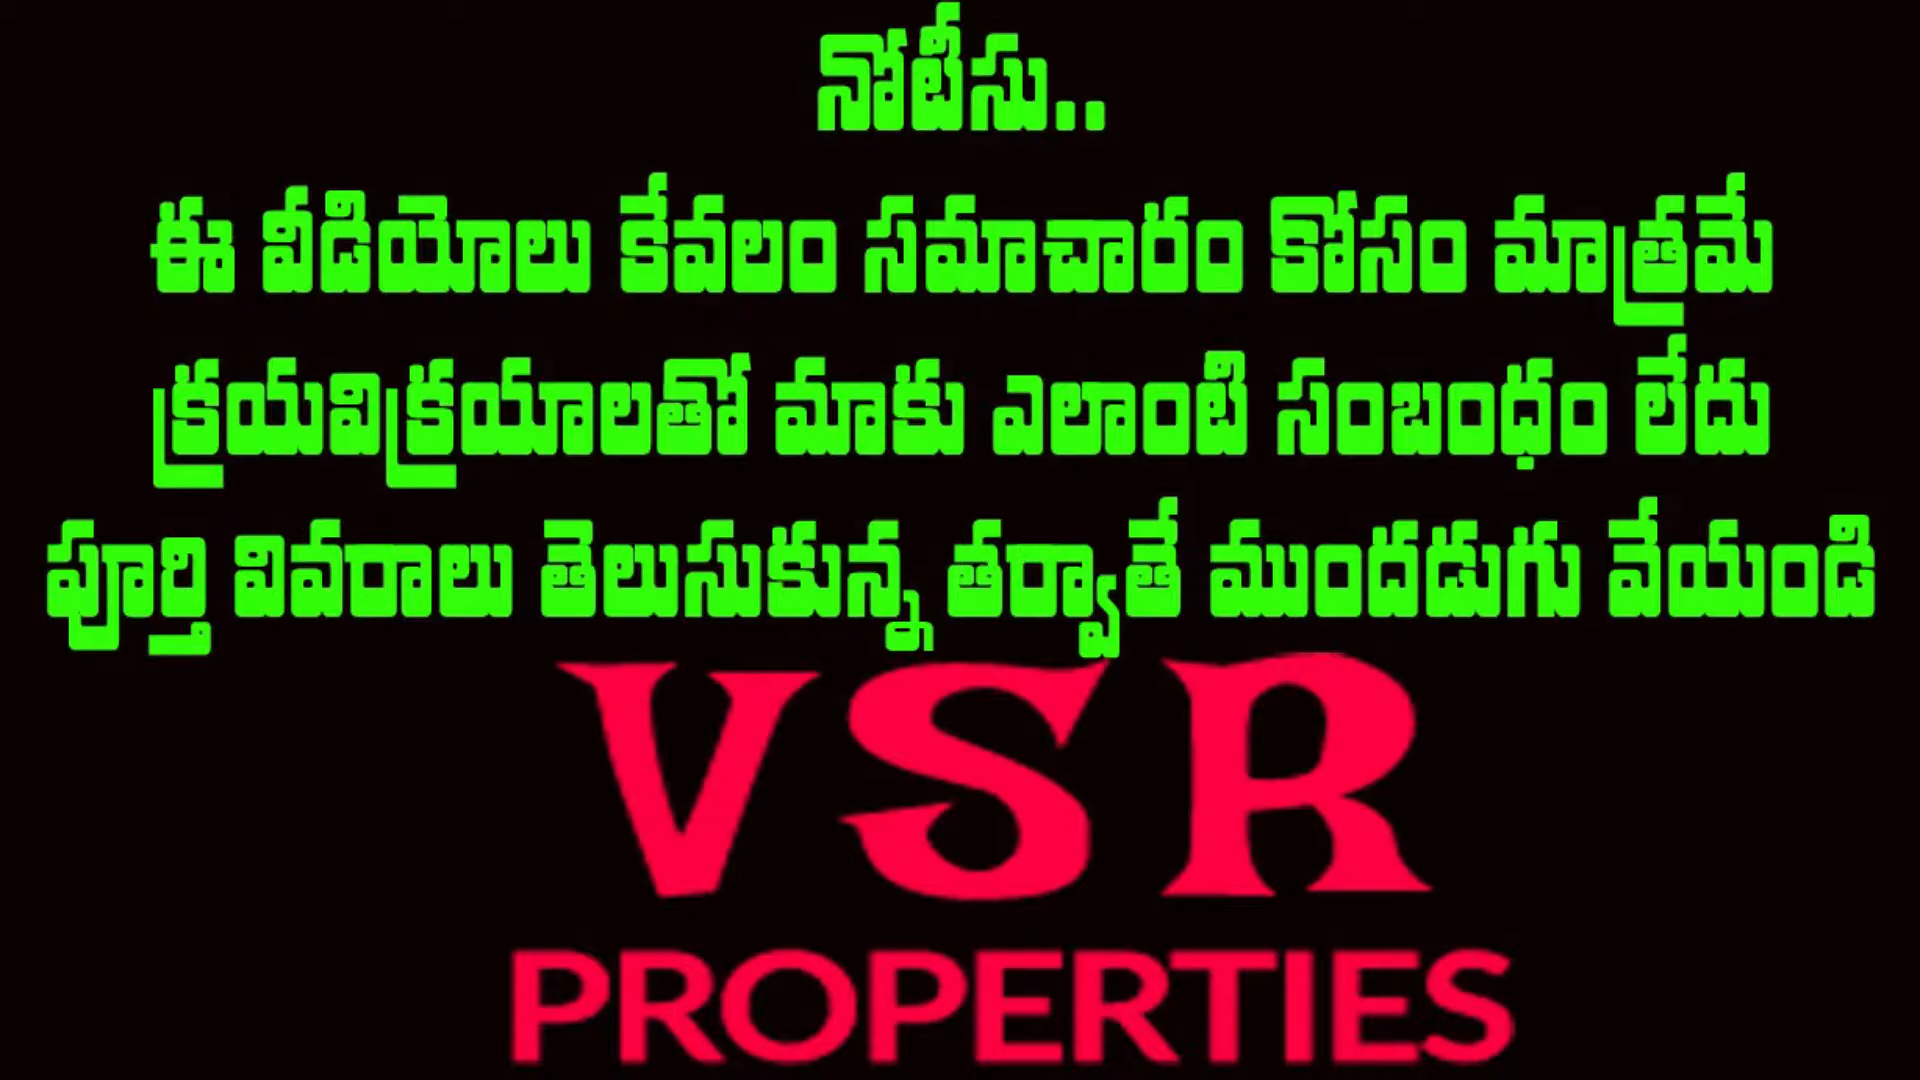 నోటీసు..
ఈ వీడియోలు కేవలం సమాచారం కోసం మాత్రమే
క్రయవిక్రయాలతో మాకు ఎలాంటి సంబంధం లేదు
పూర్తి వివరాలు తెలుసుకున్న తర్వాతే ముందడుగు వేయండి
VSR
PROPERTIES